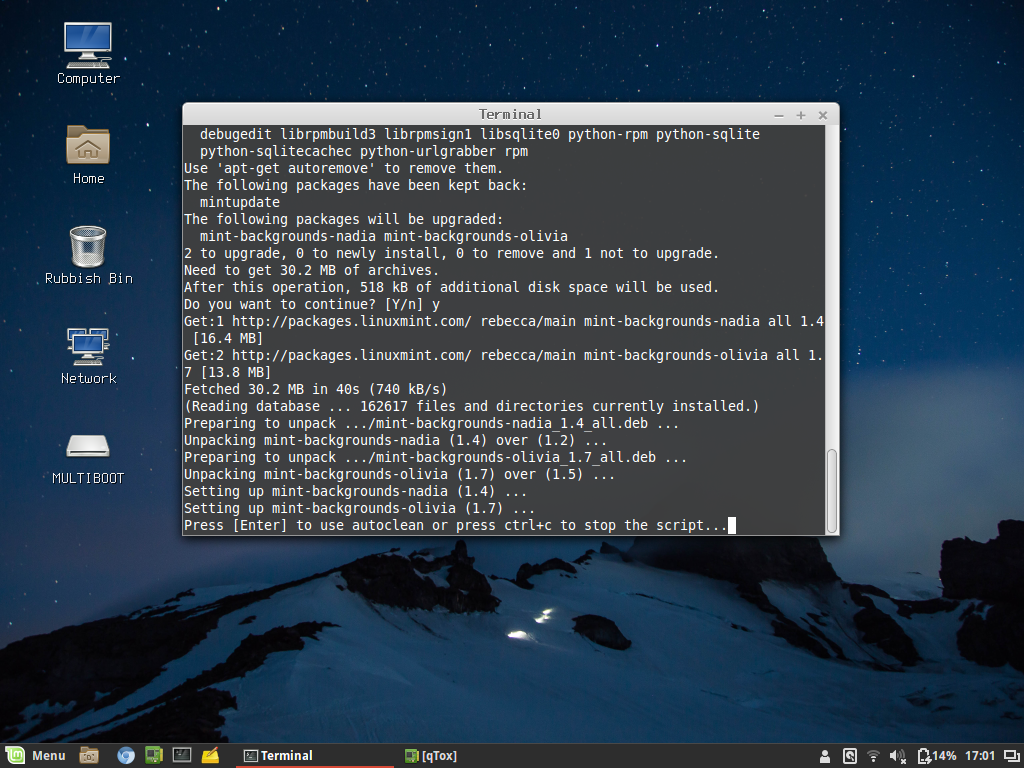 Computer
Home
Rubbish Bin
Network
MULTIBOOT
Terminal
debugedit librpmbuild3 librpmsign1 libsqlite0 python-rpm python-sqlite
python-sqlitecachec python-urlgrabber rpm
Use 'apt-get autoremove' to remove them.
The following packages have been kept back:
mintupdate
The following packages will be upgraded:
mint-backgrounds-nadia mint-backgrounds-olivia
2 to upgrade, 0 to newly install, 0 to remove and 1 not to upgrade.
Need to get 30.2 MB of archives.
After this operation, 518 kB of additional disk space will be used.
Do you want to continue? [Y/n] y
Get:1 http://packages.linuxmint.com/ rebecca/main mint-backgrounds-nadia all 1.4
[16.4 MB]
Get:2 http://packages.linuxmint.com/ rebecca/main mint-backgrounds-olivia all 1.
7 [13.8 MB]
Fetched 30.2 MB in 40s (740 kB/s)
(Reading database ... 162617 files and directories currently installed.)
Preparing to unpack .../mint-backgrounds-nadia_1.4_all.deb ...
Unpacking mint-backgrounds-nadia (1.4) over (1.2) ...
Preparing to unpack .../mint-backgrounds-olivia_1.7_all.deb ...
Unpacking mint-backgrounds-olivia (1.7) over (1.5) ...
Setting up mint-backgrounds-nadia (1.4) ...
Setting up mint-backgrounds-olivia (1.7) ...
Press [Enter] to use autoclean or press ctrl+c to stop the script...
Menu
Terminal
[qTox]
14%
17:01